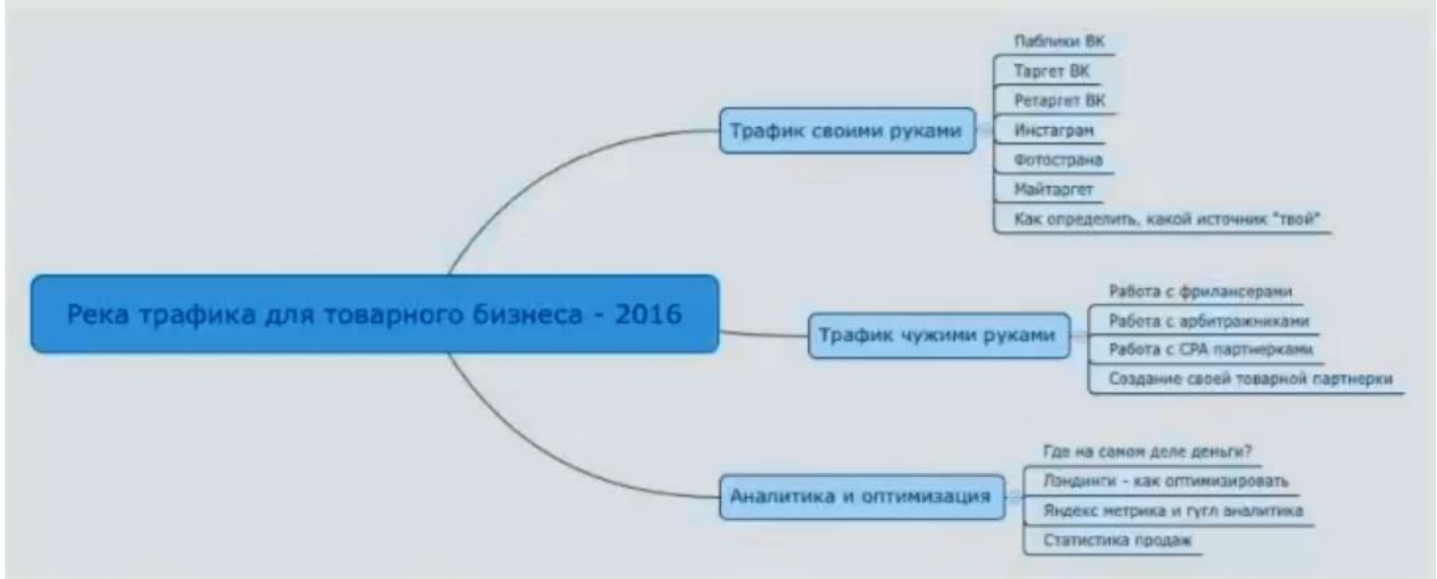 Река трафика для товарного бизнеса - 2016
Трафик своими руками
Паблики ВК
Таргет ВК
Ретаргет ВК
Инстаграм
Фотострана
Майтаргет
Как определить, какой источник "твой"
Трафик чужими руками
Работа с фрилансерами
Работа с арбитражниками
Работа с CPA партнерками
Создание своей товарной партнерки
Аналитика и оптимизация
Где на самом деле деньги?
Лэндинги - как оптимизировать
Яндекс метрика и гугл аналитика
Статистика продаж